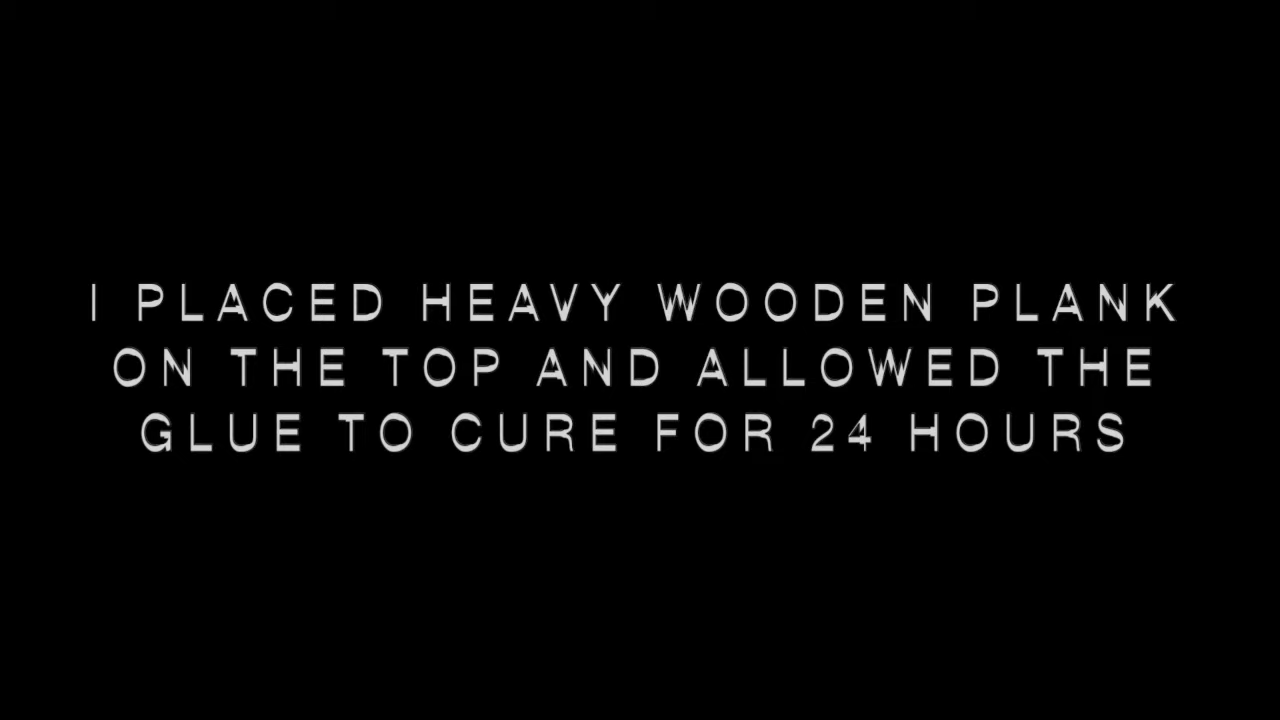 I PLACED HEAVY WOODEN PLANK
ON THE TOP AND ALLOWED THE
GLUE TO CURE FOR 24 HOURS